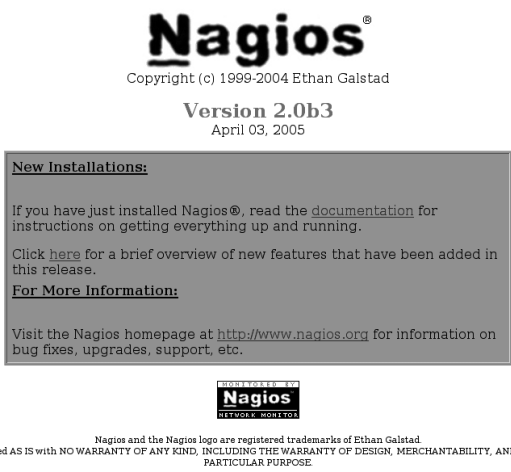 Nagios®
Copyright (c) 1999-2004 Ethan Galstad
Version 2.0b3
April 03, 2005
New Installations:
If you have just installed Nagios®, read the documentation for
instructions on getting everything up and running.
Click here for a brief overview of new features that have been added in
this release.
For More Information:
Visit the Nagios homepage at http://www.nagios.org for information on
bug fixes, upgrades, support, etc.
MONITORED BY
Nagios
NETWORK MONITOR
Nagios and the Nagios logo are registered trademarks of Ethan Galstad.
AS IS with NO WARRANTY OF ANY KIND, INCLUDING THE WARRANTY OF DESIGN, MERCHANTABILITY,
PARTICULAR PURPOSE.